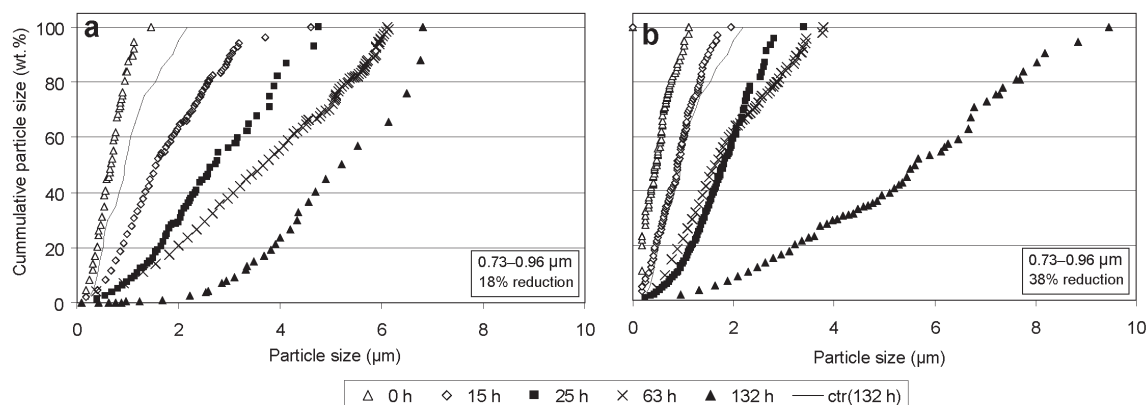 a
b
Cummulative particle size (wt.%)
100
80
60
40
20
0
0.73–0.96 µm
18% reduction
0.73–0.96 µm
38% reduction
0 2 4 6 8 10
0 2 4 6 8 10
Particle size (µm)
Particle size (µm)
0 h 15 h 25 h 63 h 132 h ctr(132 h)